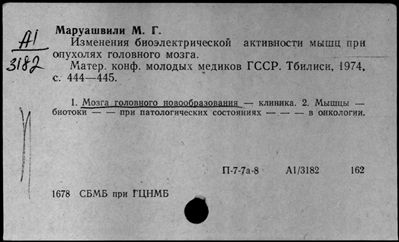 Маруашвили М. Г.
A1
3182
Изменения биоэлектрической активности мышц при
опухолях головного мозга.
Матер. конф. молодых медиков ГССР. Тбилиси, 1974,
с. 444—445.
1. Мозга головного новообразования — клиника. 2. Мышцы —
биотоки — — при патологических состояниях — — — в онкологии.
П-7-7а-8 А1/3182 162
1678 СБМБ при ГЦНМБ